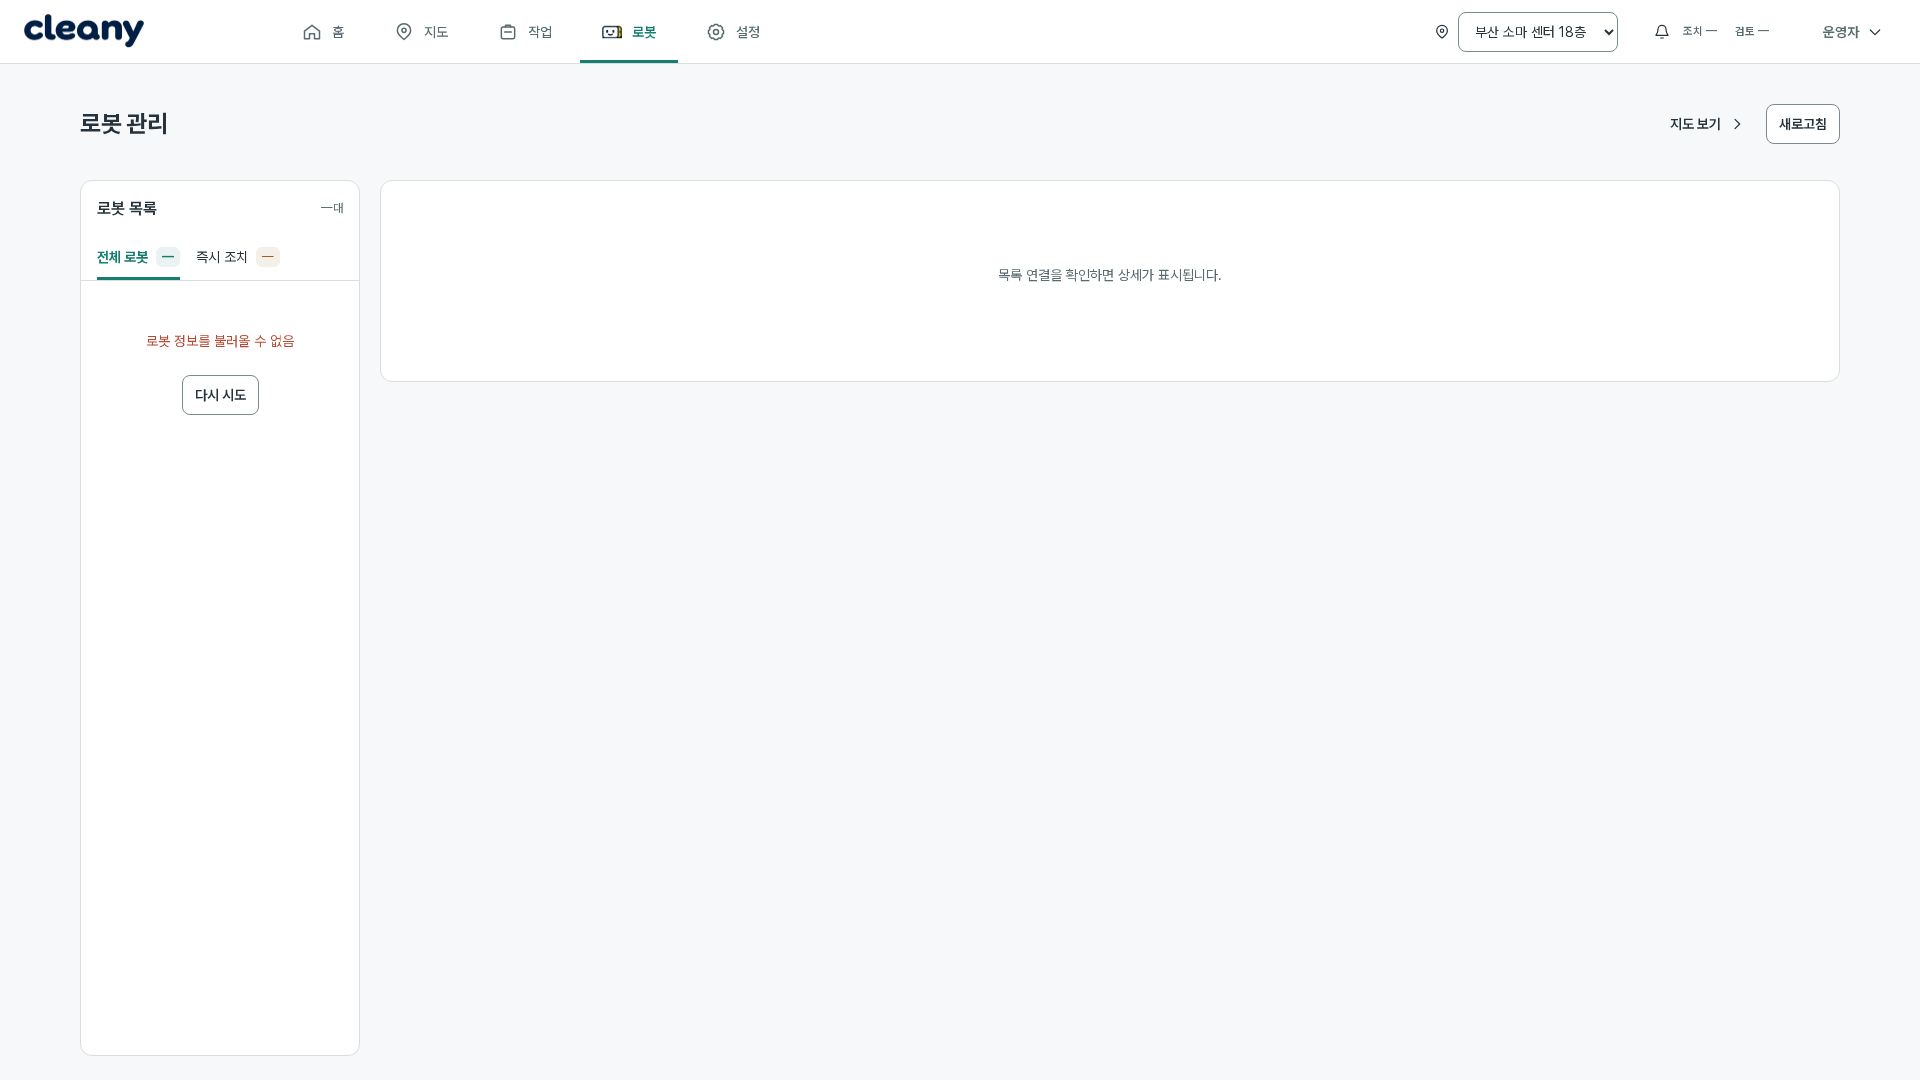 cleany
홈
지도
작업
로봇
설정
부산 소마 센터 18층
조치 —
검토 —
운영자
로봇 관리
지도 보기
새로고침
로봇 목록
—대
전체 로봇 —
즉시 조치 —
로봇 정보를 불러올 수 없음
다시 시도
목록 연결을 확인하면 상세가 표시됩니다.